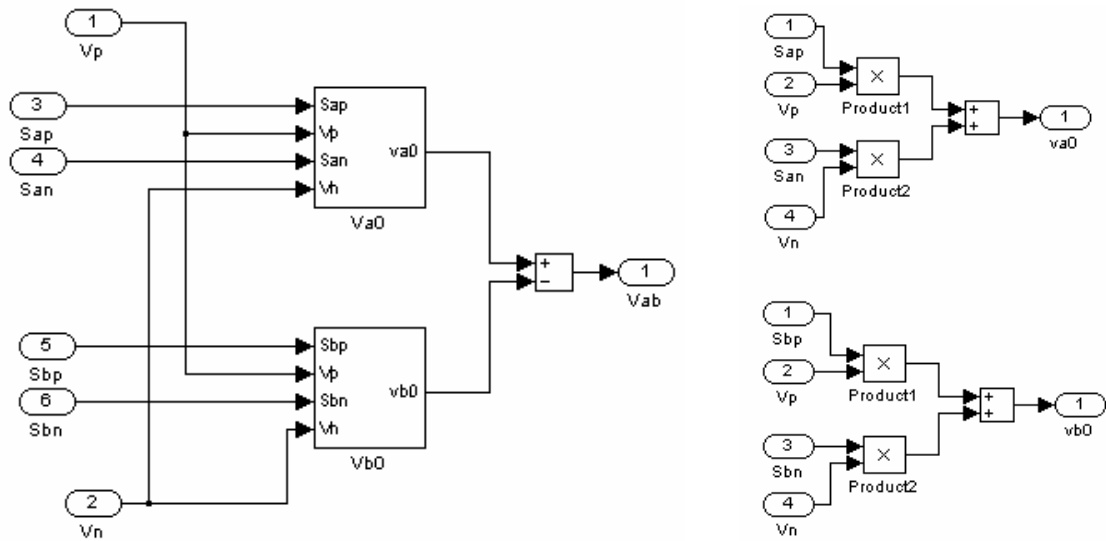 1
Vp
3
Sap
4
San
Sap
Vp
San
Vh
va0
Va0
+
−
1
Vab
5
Sbp
6
Sbn
Sbp
Vp
Sbn
Vh
vb0
Vb0
2
Vn
1
Sap
2
Vp
×
Product1
3
San
4
Vn
×
Product2
+
+
1
va0
1
Sbp
2
Vp
×
Product1
3
Sbn
4
Vn
×
Product2
+
+
1
vb0